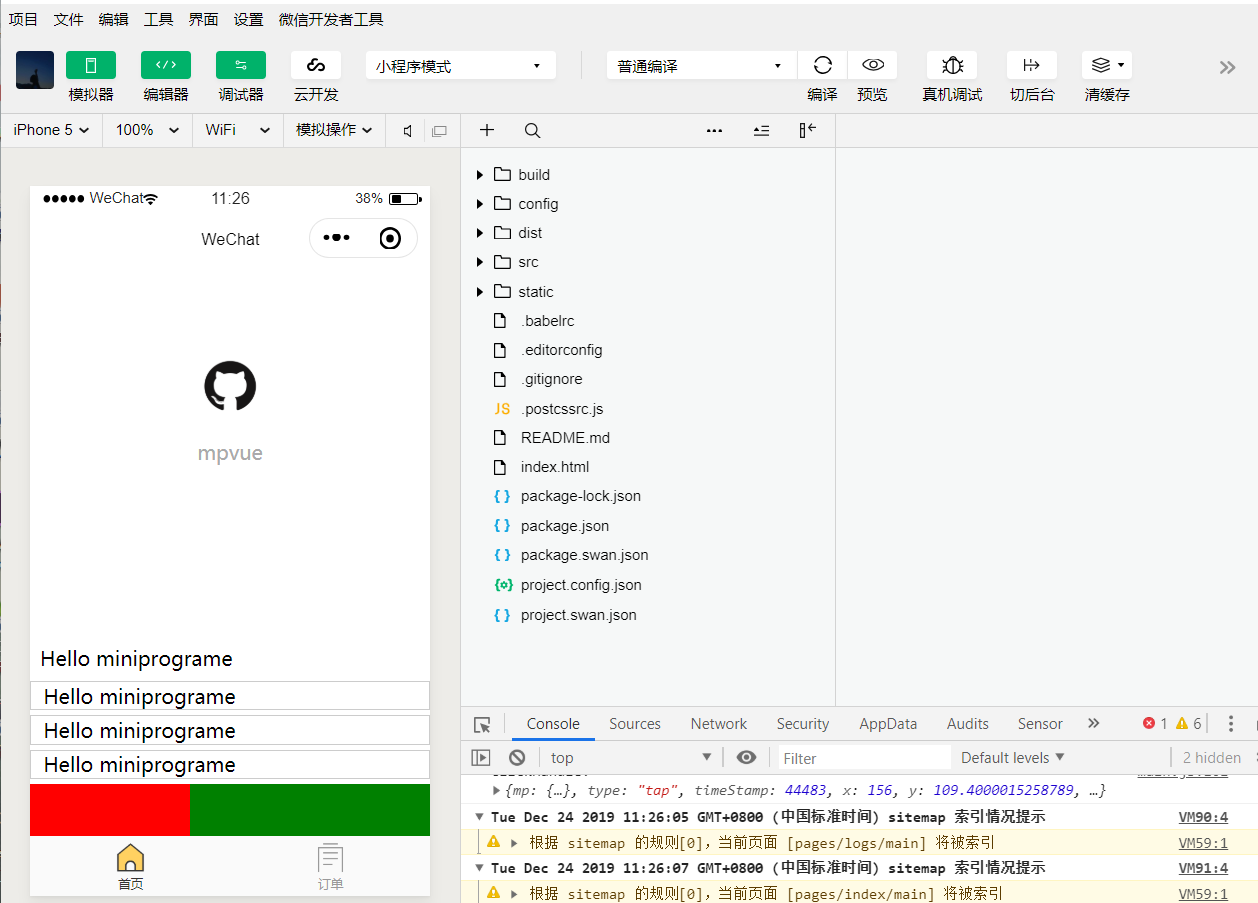 项目 文件 编辑 工具 界面 设置 微信开发者工具
小程序模式 普通编译
模拟器 编辑器 调试器 云开发 编译 预览 真机调试 切后台 清缓存
iPhone 5 100% WiFi 模拟操作
WeChat 11:26 38%
WeChat
mpvue
Hello miniprograme
Hello miniprograme
Hello miniprograme
Hello miniprograme
首页 订单
build
config
dist
src
static
.babelrc
.editorconfig
.gitignore
JS .postcssrc.js
README.md
index.html
{} package-lock.json
{} package.json
{} package.swan.json
project.config.json
{} project.swan.json
Console Sources Network Security AppData Audits Sensor 1 6
top Filter Default levels 2 hidden
{mp: {…}, type: "tap", timeStamp: 44483, x: 156, y: 109.4000015258789, …}
Tue Dec 24 2019 11:26:05 GMT+0800 (中国标准时间) sitemap 索引情况提示 VM90:4
根据 sitemap 的规则[0]，当前页面 [pages/logs/main] 将被索引 VM59:1
Tue Dec 24 2019 11:26:07 GMT+0800 (中国标准时间) sitemap 索引情况提示 VM91:4
根据 sitemap 的规则[0]，当前页面 [pages/index/main] 将被索引 VM59:1